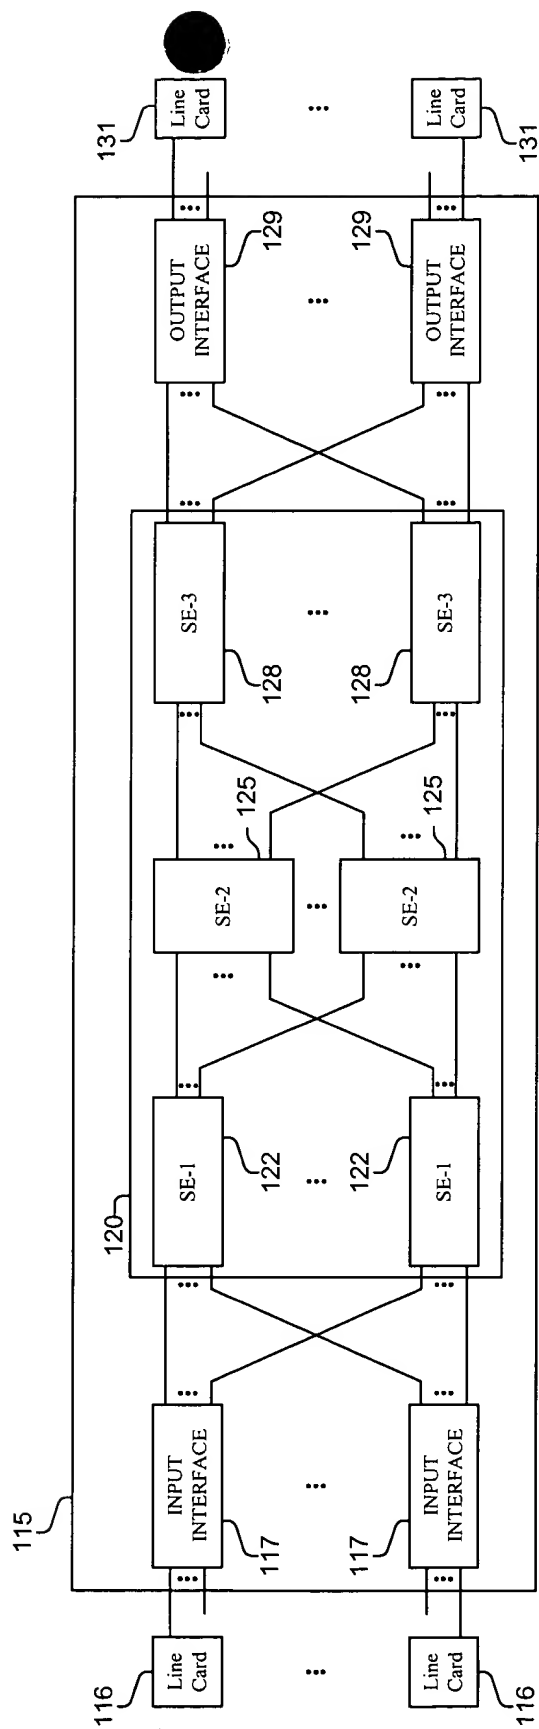 115
116
120
131
Line
Card
INPUT
INTERFACE
SE-1
SE-2
SE-3
OUTPUT
INTERFACE
Line
Card
117
122
125
128
129
117
122
125
128
129
Line
Card
INPUT
INTERFACE
SE-1
SE-2
SE-3
OUTPUT
INTERFACE
Line
Card
116
131